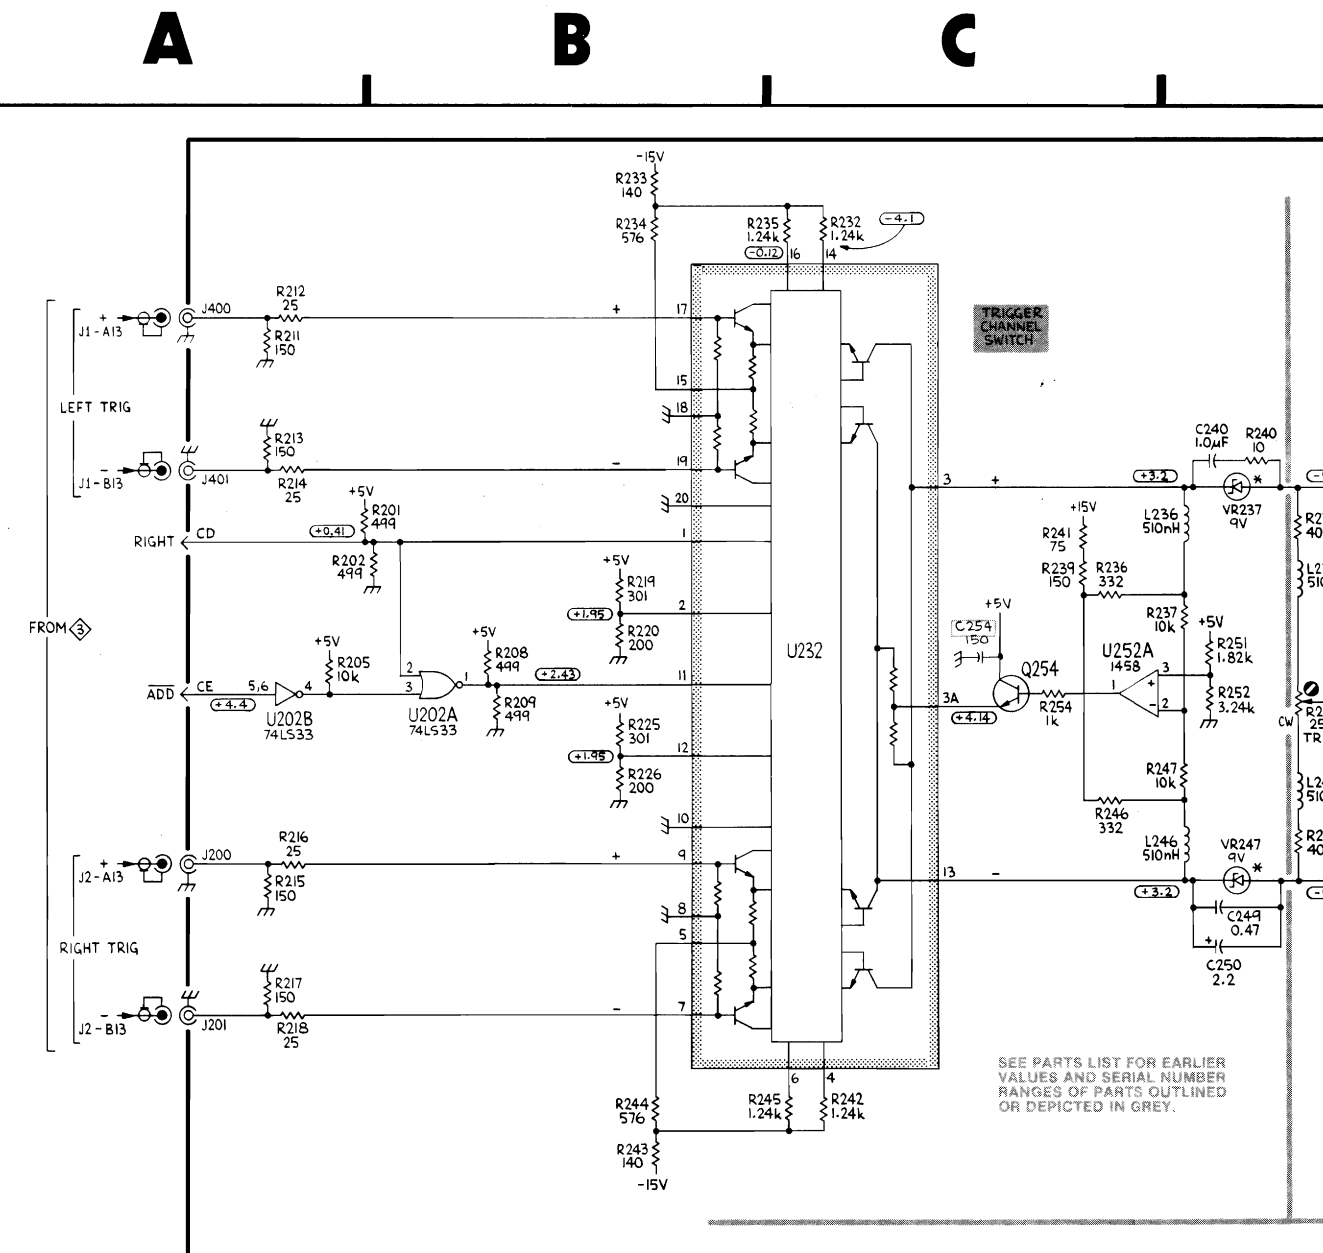 A B C
-15V
R233
140
R234
576
R235
1.24k
R232
1.24k
-4.1
-0.12
16
14
J400
R212
25
+
17
+
J1-A13
R211
150
TRIGGER
CHANNEL
SWITCH
15
LEFT TRIG
18
R213
150
C240
1.0µF
R240
10
-
19
-
J1-B13
J401
R214
25
+5V
3
+
+3.2
*
R201
499
20
VR237
9V
L236
510nH
+15V
RIGHT
CD
+0.41
1
R241
75
R202
499
+5V
R219
301
R239
150
R236
332
+1.95
2
+5V
R237
10k
+5V
FROM 3
R220
200
C254
150
U232
+5V
+5V
R205
10k
R208
499
2
1
+2.43
11
Q254
U252A
1458
R251
1.82k
3
+
1
-
2
ADD
CE
5,6
4
3
+4.4
3A
+4.14
R254
1k
R252
3.24k
U202B
74LS33
U202A
74LS33
R209
499
+5V
R225
301
CW
+1.95
12
R226
200
R247
10k
10
R246
332
R216
25
L246
510nH
VR247
9V
*
+
J200
+
9
13
-
J2-A13
R215
150
+3.2
8
C249
0.47
RIGHT TRIG
5
+
C250
2.2
R217
150
-
7
-
J2-B13
J201
R218
25
SEE PARTS LIST FOR EARLIER
VALUES AND SERIAL NUMBER
RANGES OF PARTS OUTLINED
OR DEPICTED IN GREY.
6
4
R244
576
R245
1.24k
R242
1.24k
R243
140
-15V